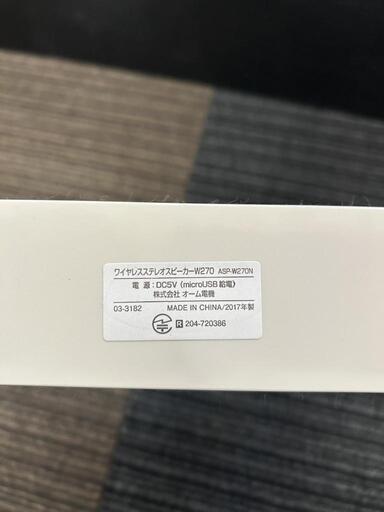 ワイヤレスステレオスピーカーW270 ASP-W270N
電 源:DC5V(microUSB給電)
株式会社 オーム電機
03-3182 MADE IN CHINA/2017年製
R 204-720386